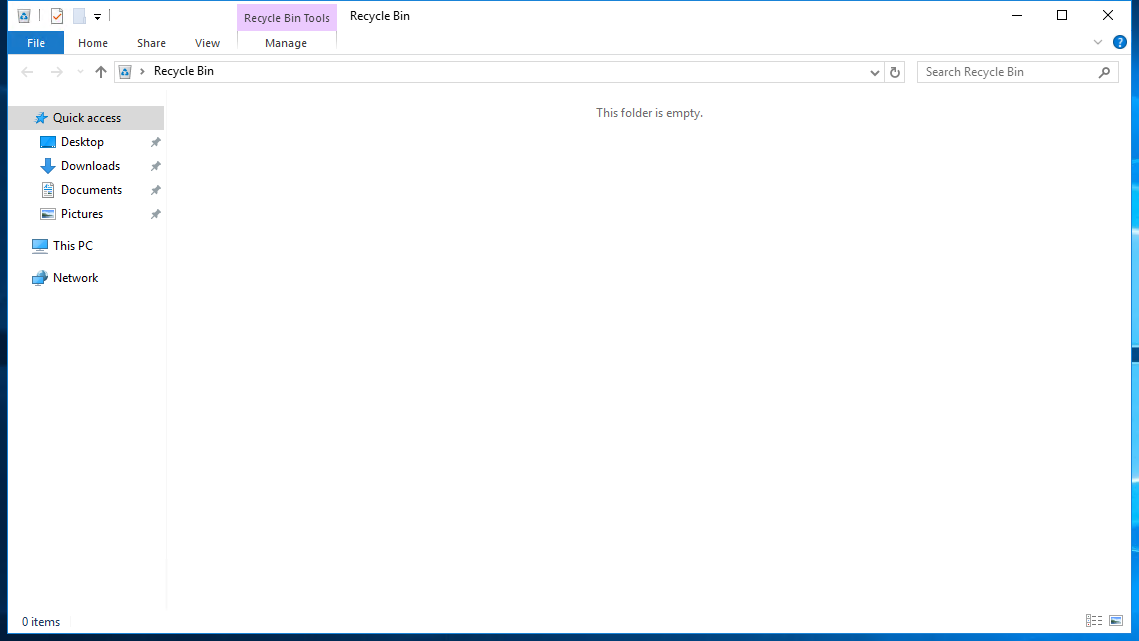 Recycle Bin Tools
Recycle Bin
File
Home
Share
View
Manage
?
Recycle Bin
Search Recycle Bin
Quick access
Desktop
Downloads
Documents
Pictures
This PC
Network
This folder is empty.
0 items